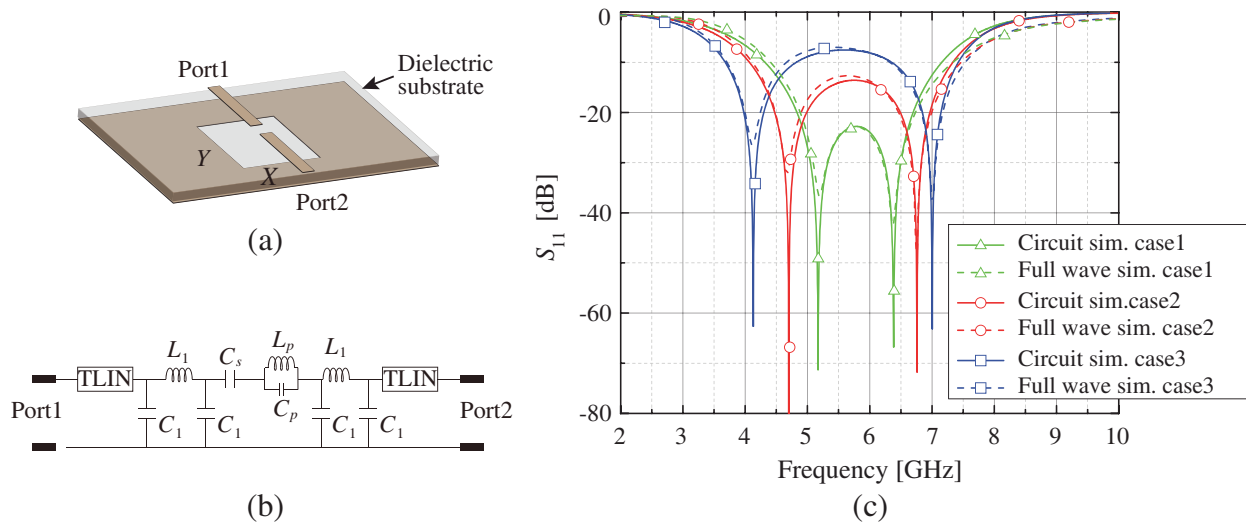 (a)
Port1
Dielectric
substrate
Y
X
Port2
(b)
L1
Cs
Lp
L1
TLIN
TLIN
Port1
Cp
Port2
C1
C1
C1
C1
(c)
S11 [dB]
0
-20
-40
-60
-80
2
3
4
5
6
7
8
9
10
Frequency [GHz]
Circuit sim. case1
Full wave sim. case1
Circuit sim.case2
Full wave sim. case2
Circuit sim. case3
Full wave sim. case3